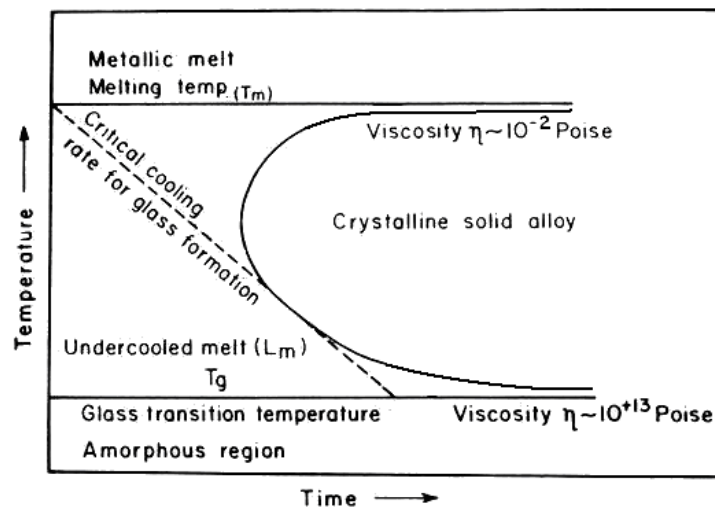 Metallic melt
Melting temp. (Tm)
Viscosity η~10⁻² Poise
Critical cooling
rate for glass formation
Crystalline solid alloy
Temperature
Undercooled melt (Lm)
Tg
Glass transition temperature
Viscosity η~10⁺¹³ Poise
Amorphous region
Time